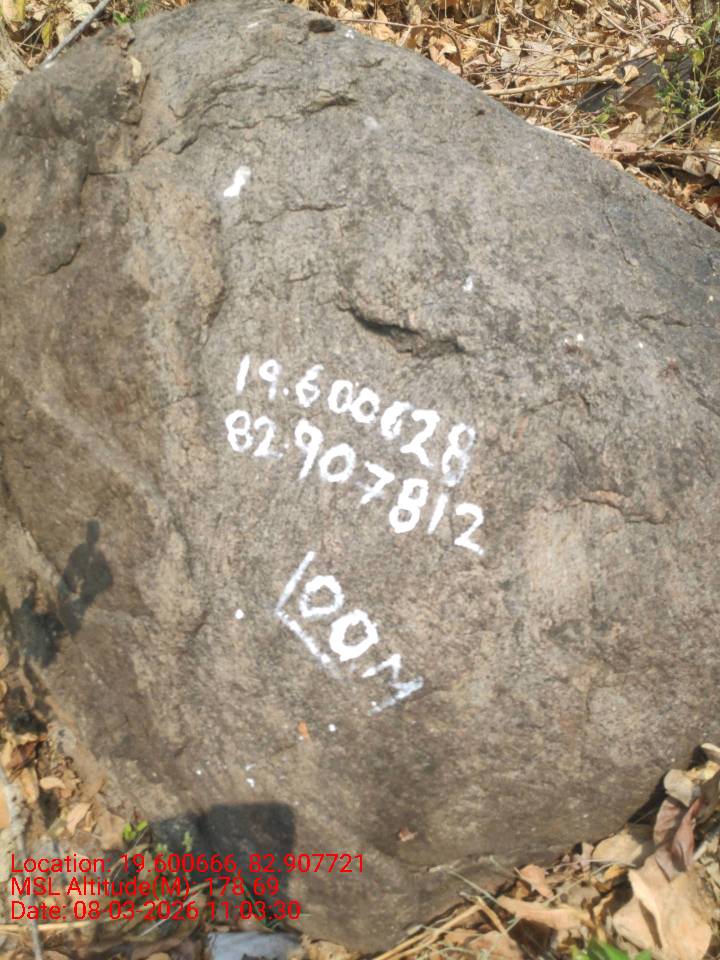 19.600628
82.907812
100M
Location: 19.600666, 82.907721
MSL Altitude(M) 178.69
Date: 08-03-2026 11:03:30